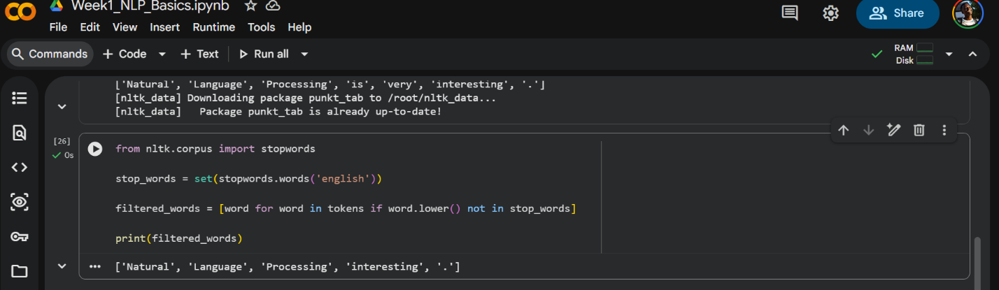 Week1_NLP_Basics.ipynb
Share
File Edit View Insert Runtime Tools Help
Commands + Code + Text Run all
RAM
Disk
['Natural', 'Language', 'Processing', 'is', 'very', 'interesting', '.']
[nltk_data] Downloading package punkt_tab to /root/nltk_data...
[nltk_data]   Package punkt_tab is already up-to-date!
[26]
0s
from nltk.corpus import stopwords
stop_words = set(stopwords.words('english'))
filtered_words = [word for word in tokens if word.lower() not in stop_words]
print(filtered_words)
['Natural', 'Language', 'Processing', 'interesting', '.']